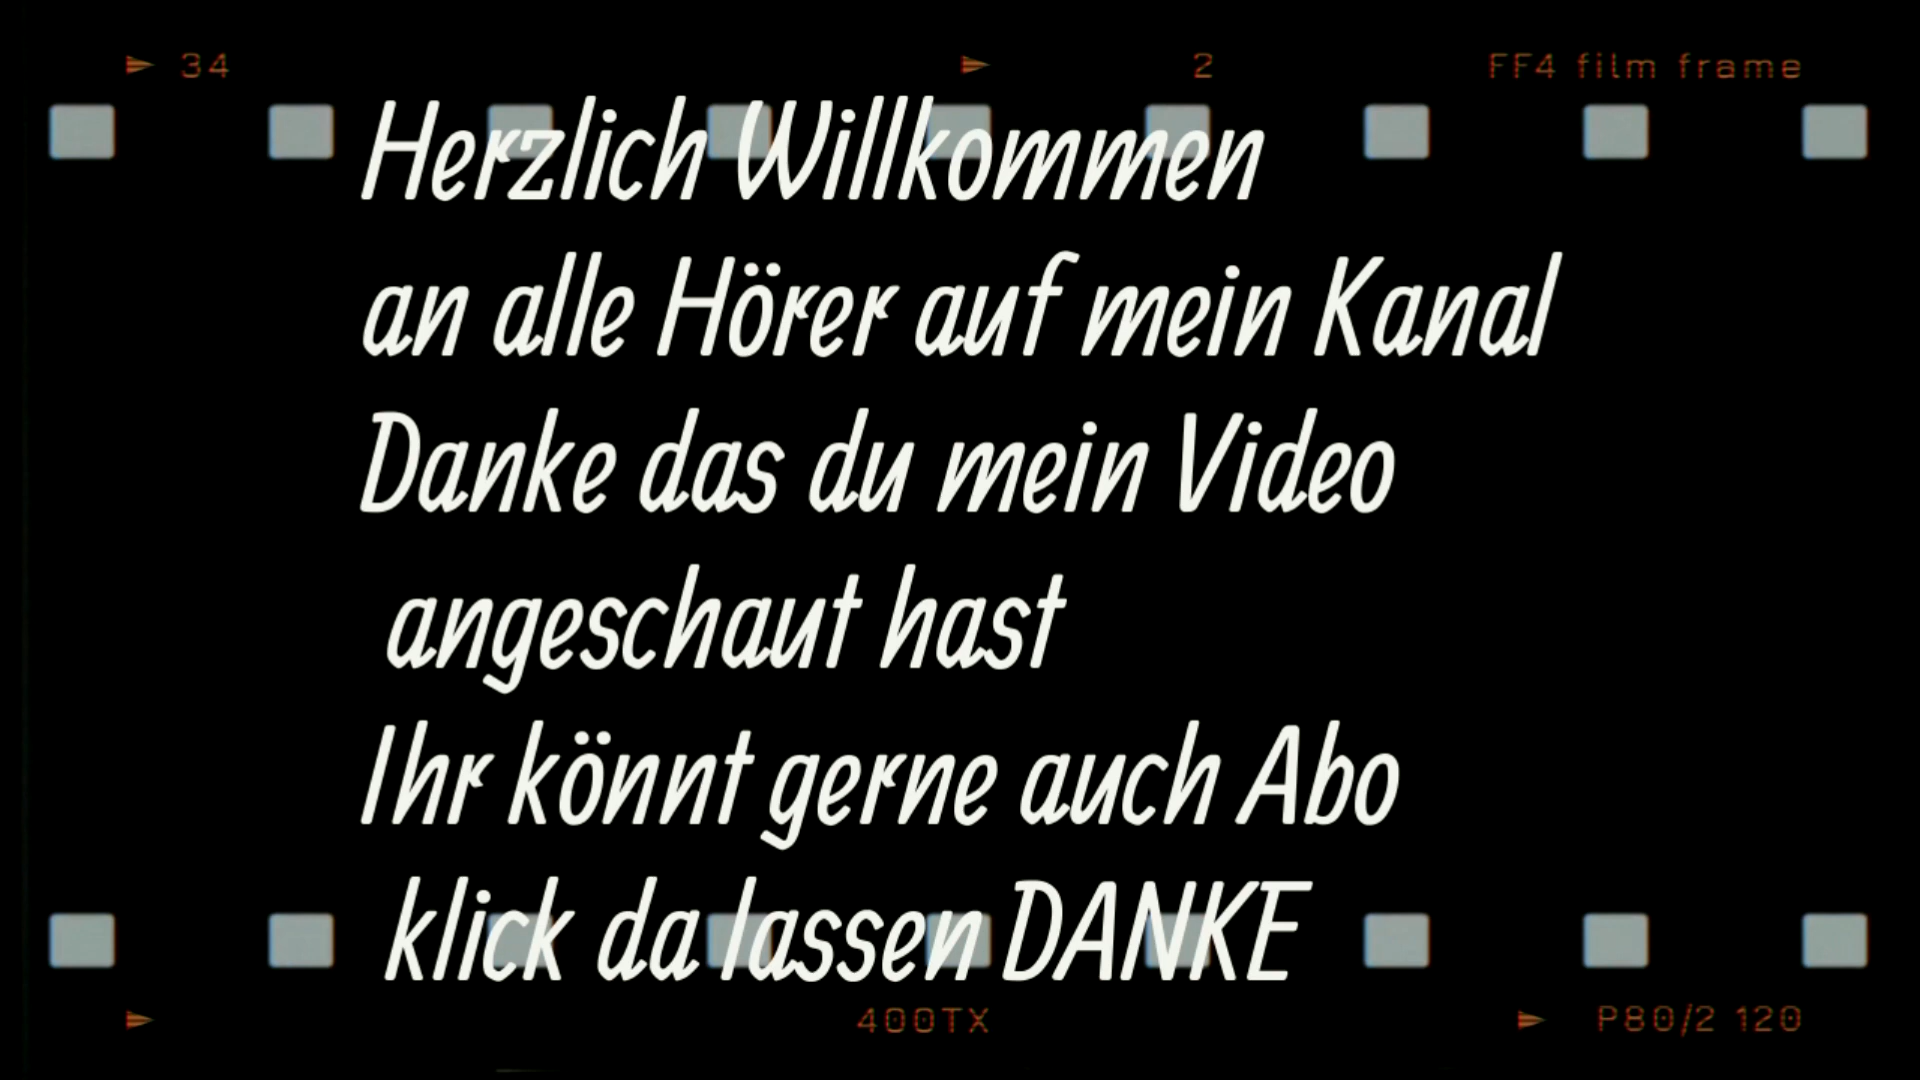 34 2 FF4 film frame
Herzlich Willkommen
an alle Hörer auf mein Kanal
Danke das du mein Video
angeschaut hast
Ihr könnt gerne auch Abo
klick da lassen DANKE
400TX P80/2 120